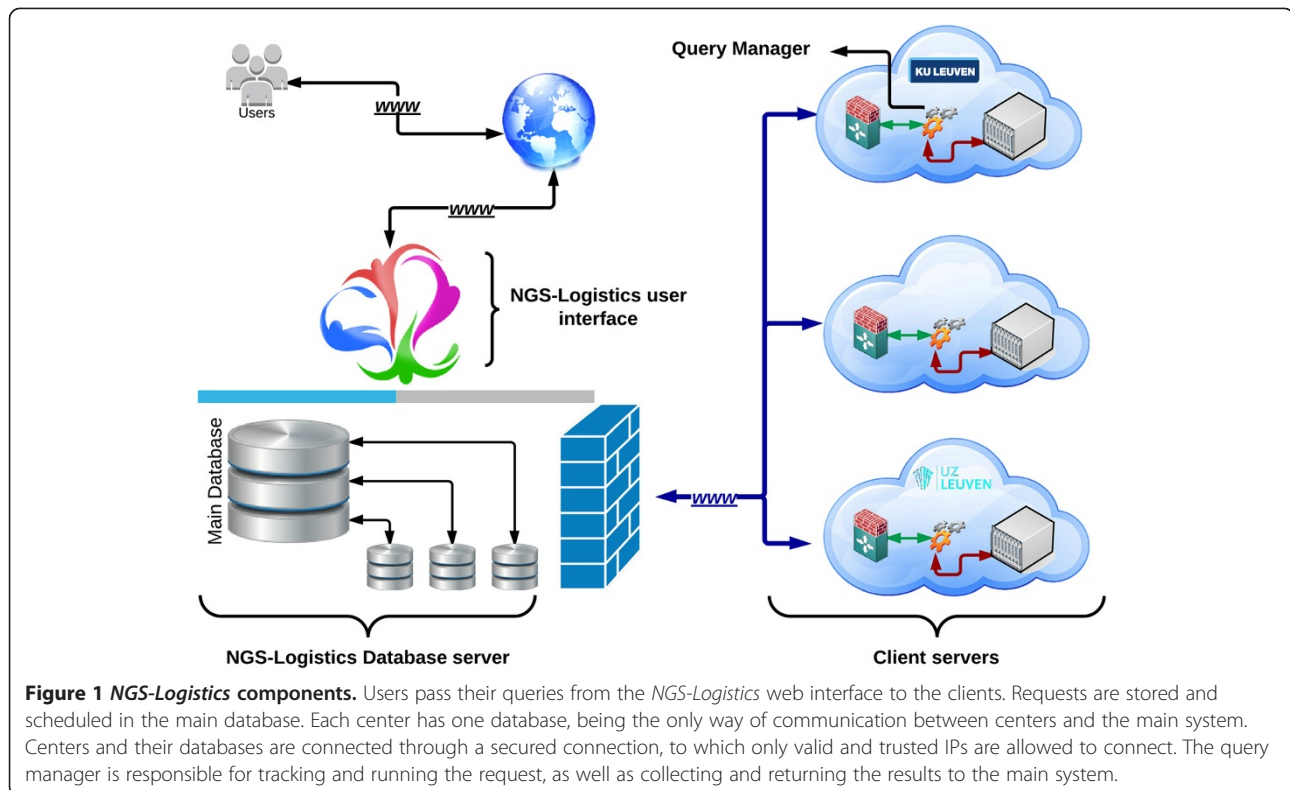 Users
www
www
NGS-Logistics user
interface
Main Database
NGS-Logistics Database server
www
Query Manager
KU LEUVEN
UZ
LEUVEN
Client servers
Figure 1 NGS-Logistics components. Users pass their queries from the NGS-Logistics web interface to the clients. Requests are stored and
scheduled in the main database. Each center has one database, being the only way of communication between centers and the main system.
Centers and their databases are connected through a secured connection, to which only valid and trusted IPs are allowed to connect. The query
manager is responsible for tracking and running the request, as well as collecting and returning the results to the main system.